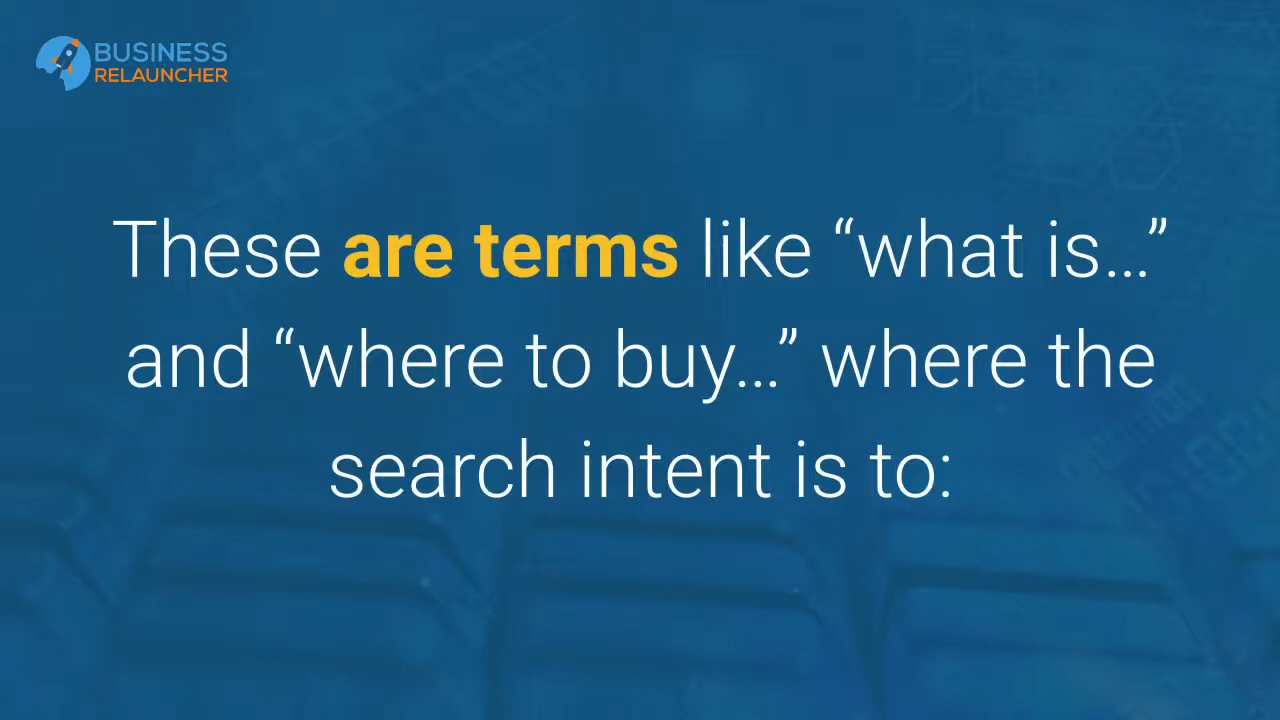 BUSINESS
RELAUNCHER
These are terms like “what is...”
and “where to buy...” where the
search intent is to: